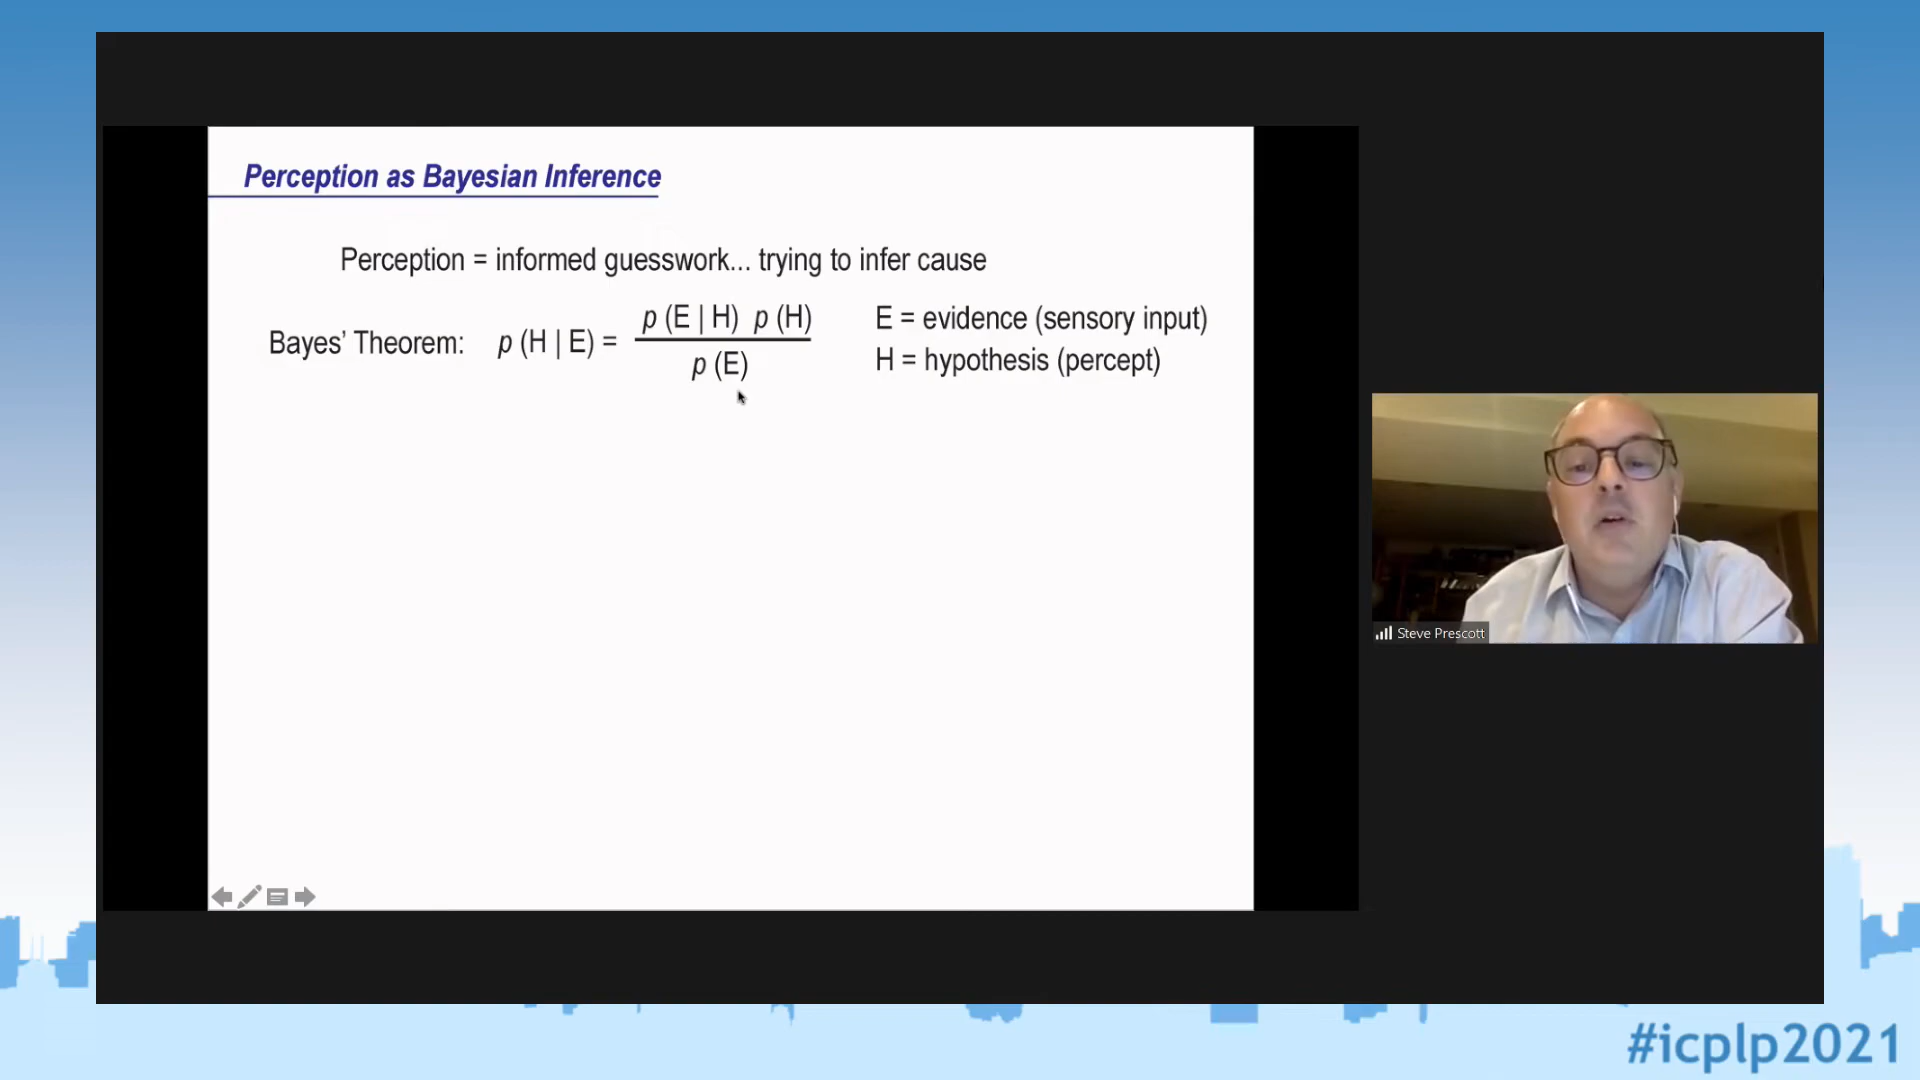 Perception as Bayesian Inference
Perception = informed guesswork... trying to infer cause
Bayes’ Theorem: p (H | E) = p (E | H) p (H)
p (E)
E = evidence (sensory input)
H = hypothesis (percept)
Steve Prescott
#icplp2021